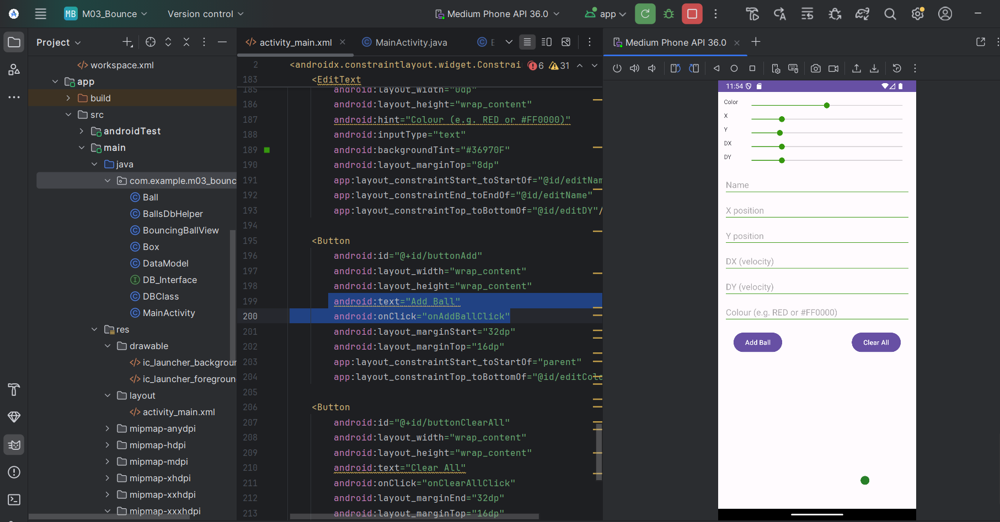 MB M03_Bounce Version control Medium Phone API 36.0 app
Project
workspace.xml
app
build
src
androidTest
main
java
com.example.m03_bounc
Ball
BallsDbHelper
BouncingBallView
Box
DataModel
DB_Interface
DBClass
MainActivity
res
drawable
ic_launcher_backgroun
ic_launcher_foregroun
layout
activity_main.xml
mipmap-anydpi
mipmap-hdpi
mipmap-mdpi
mipmap-xhdpi
mipmap-xxhdpi
mipmap-xxxhdpi
activity_main.xml MainActivity.java
2 <androidx.constraintlayout.widget.Constrai 6 31
183 <EditText
185 android:layout_width="0dp"
186 android:layout_height="wrap_content"
187 android:hint="Colour (e.g. RED or #FF0000)"
188 android:inputType="text"
189 android:backgroundTint="#36970F"
190 android:layout_marginTop="8dp"
191 app:layout_constraintStart_toStartOf="@id/editNam
192 app:layout_constraintEnd_toEndOf="@id/editName"
193 app:layout_constraintTop_toBottomOf="@id/editDY"/
194
195 <Button
196 android:id="@+id/buttonAdd"
197 android:layout_width="wrap_content"
198 android:layout_height="wrap_content"
199 android:text="Add Ball"
200 android:onClick="onAddBallClick"
201 android:layout_marginStart="32dp"
202 android:layout_marginTop="16dp"
203 app:layout_constraintStart_toStartOf="parent"
204 app:layout_constraintTop_toBottomOf="@id/editColo
205
206 <Button
207 android:id="@+id/buttonClearAll"
208 android:layout_width="wrap_content"
209 android:layout_height="wrap_content"
210 android:text="Clear All"
211 android:onClick="onClearAllClick"
212 android:layout_marginEnd="32dp"
213 android:layout_marginTop="16dp"
Medium Phone API 36.0
11:54
Color
X
Y
DX
DY
Name
X position
Y position
DX (velocity)
DY (velocity)
Colour (e.g. RED or #FF0000)
Add Ball Clear All